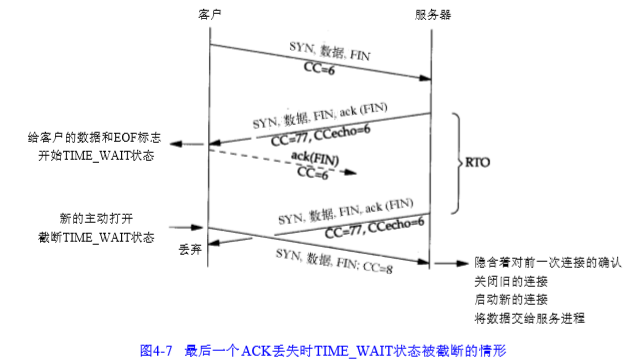 客户
服务器
SYN, 数据, FIN
CC=6
SYN, 数据, FIN, ack (FIN)
CC=77, CCecho=6
给客户的数据和EOF标志
开始TIME_WAIT状态
ack(FIN)
CC=6
RTO
新的主动打开
截断TIME_WAIT状态
SYN, 数据, FIN, ack (FIN)
CC=77, CCecho=6
丢弃
SYN, 数据, FIN; CC=8
隐含着对前一次连接的确认
关闭旧的连接
启动新的连接
将数据交给服务进程
图4-7 最后一个ACK丢失时TIME_WAIT状态被截断的情形